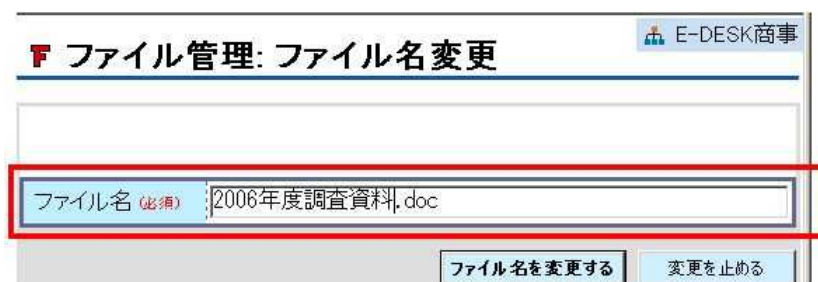 E-DESK商事
ファイル管理: ファイル名変更
ファイル名 (必須) 2006年度調査資料.doc
ファイル名を変更する 変更を止める